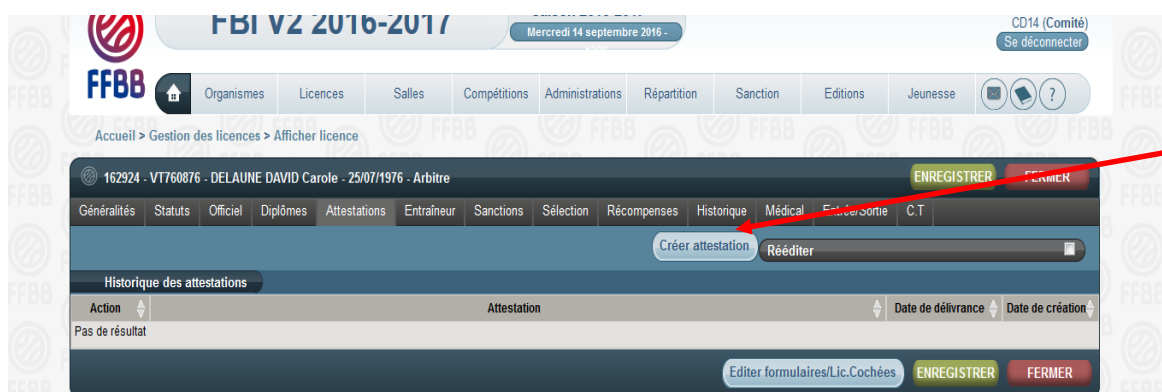 FBI V2 2016-2017
Mercredi 14 septembre 2016 -
CD14 (Comité)
Se déconnecter
FFBB
Organismes Licences Salles Compétitions Administrations Répartition Sanction Editions Jeunesse ?
Accueil > Gestion des licences > Afficher licence
162924 - VT760876 - DELAUNE DAVID Carole - 25/07/1976 - Arbitre ENREGISTRER FERMER
Généralités Statuts Officiel Diplômes Attestations Entraîneur Sanctions Sélection Récompenses Historique Médical Entrée/Sortie C.T
Créer attestation Rééditer
Historique des attestations
Action Attestation Date de délivrance Date de création
Pas de résultat
Editer formulaires/Lic.Cochées ENREGISTRER FERMER